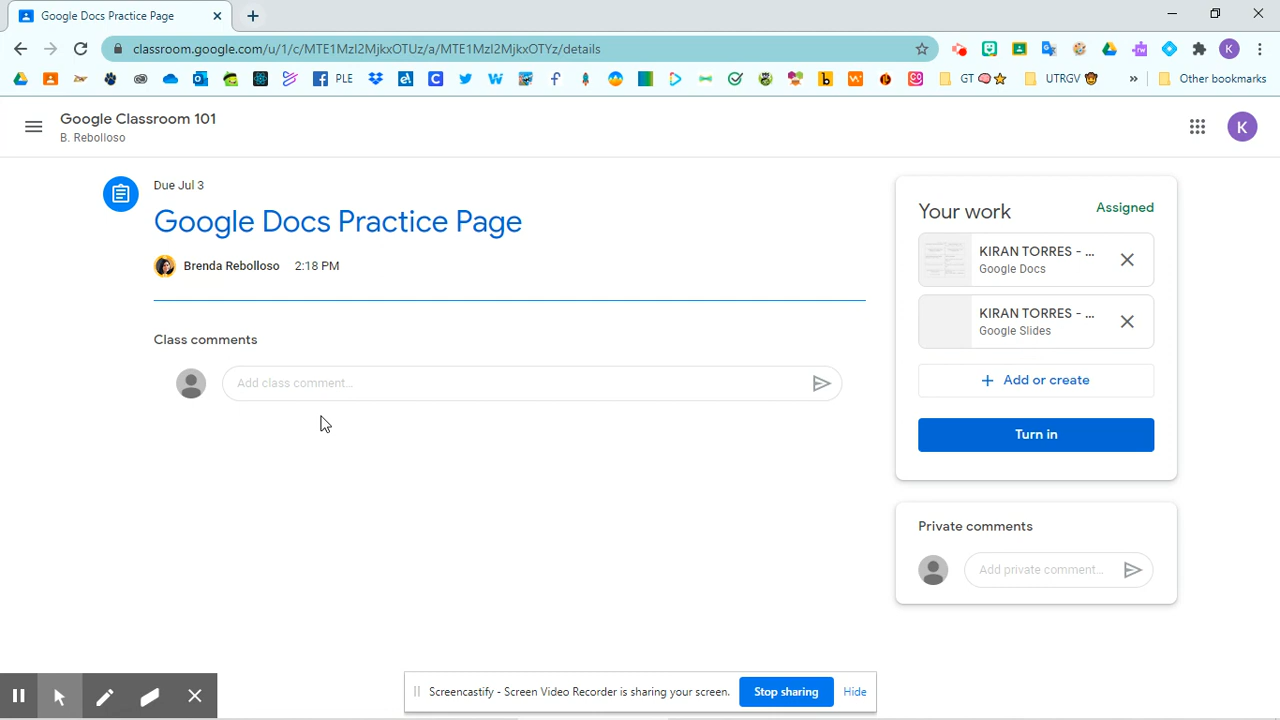 Google Docs Practice Page
classroom.google.com/u/1/c/MTE1MzI2MjkxOTUz/a/MTE1MzI2MjkxOTYz/details
K
PLE
GT
UTRGV
»
Other bookmarks
Google Classroom 101
B. Rebolloso
K
Due Jul 3
Google Docs Practice Page
Brenda Rebolloso 2:18 PM
Class comments
Add class comment...
Your work
Assigned
KIRAN TORRES - ...
Google Docs
KIRAN TORRES - ...
Google Slides
+ Add or create
Turn in
Private comments
Add private comment...
Screencastify - Screen Video Recorder is sharing your screen.
Stop sharing
Hide